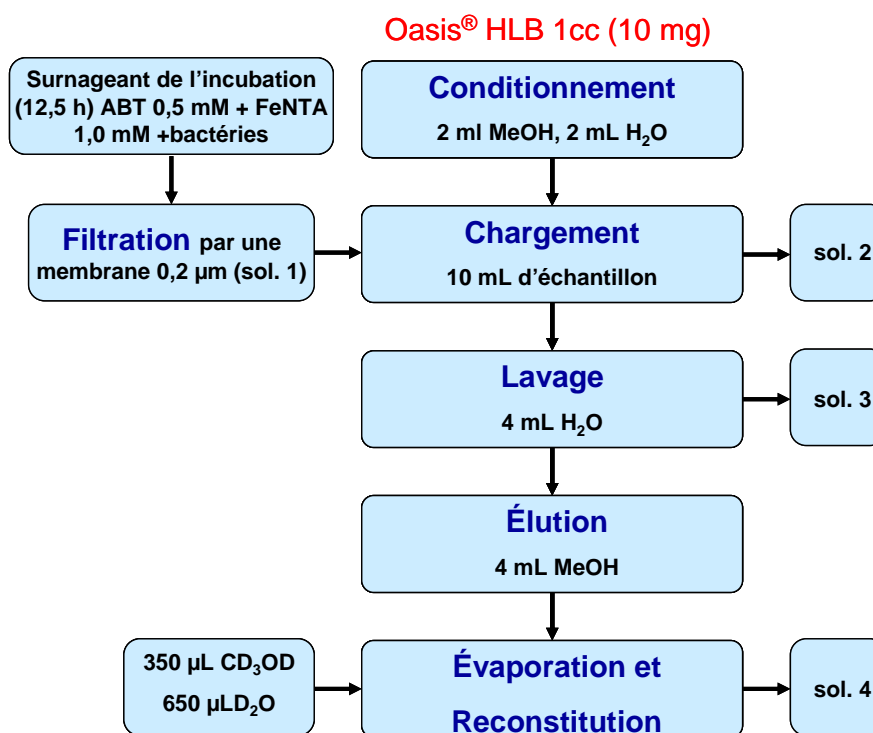 Oasis® HLB 1cc (10 mg)
Surnageant de l'incubation
(12,5 h) ABT 0,5 mM + FeNTA
1,0 mM +bactéries
Conditionnement
2 ml MeOH, 2 mL H₂O
Filtration par une
membrane 0,2 µm (sol. 1)
Chargement
10 mL d'échantillon
sol. 2
Lavage
4 mL H₂O
sol. 3
Élution
4 mL MeOH
350 µL CD₃OD
650 µLD₂O
Évaporation et
Reconstitution
sol. 4